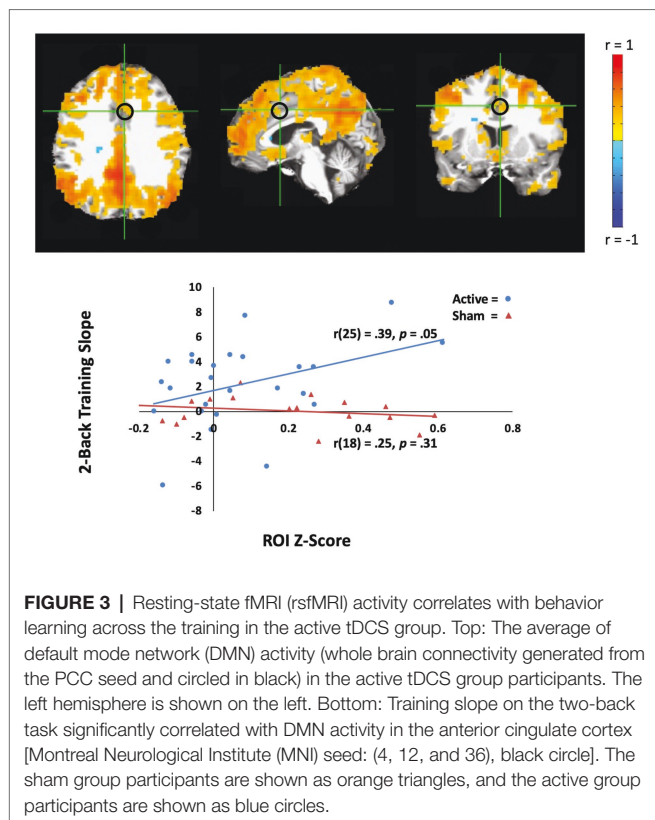 r = 1
r = -1
10
8
6
4
2
0
-2
-4
-6
-8
-0.2
0
0.2
0.4
0.6
0.8
Active =
Sham =
r(25) = .39, p = .05
r(18) = .25, p = .31
2-Back Training Slope
ROI Z-Score
FIGURE 3 | Resting-state fMRI (rsfMRI) activity correlates with behavior
learning across the training in the active tDCS group. Top: The average of
default mode network (DMN) activity (whole brain connectivity generated from
the PCC seed and circled in black) in the active tDCS group participants. The
left hemisphere is shown on the left. Bottom: Training slope on the two-back
task significantly correlated with DMN activity in the anterior cingulate cortex
[Montreal Neurological Institute (MNI) seed: (4, 12, and 36), black circle]. The
sham group participants are shown as orange triangles, and the active group
participants are shown as blue circles.